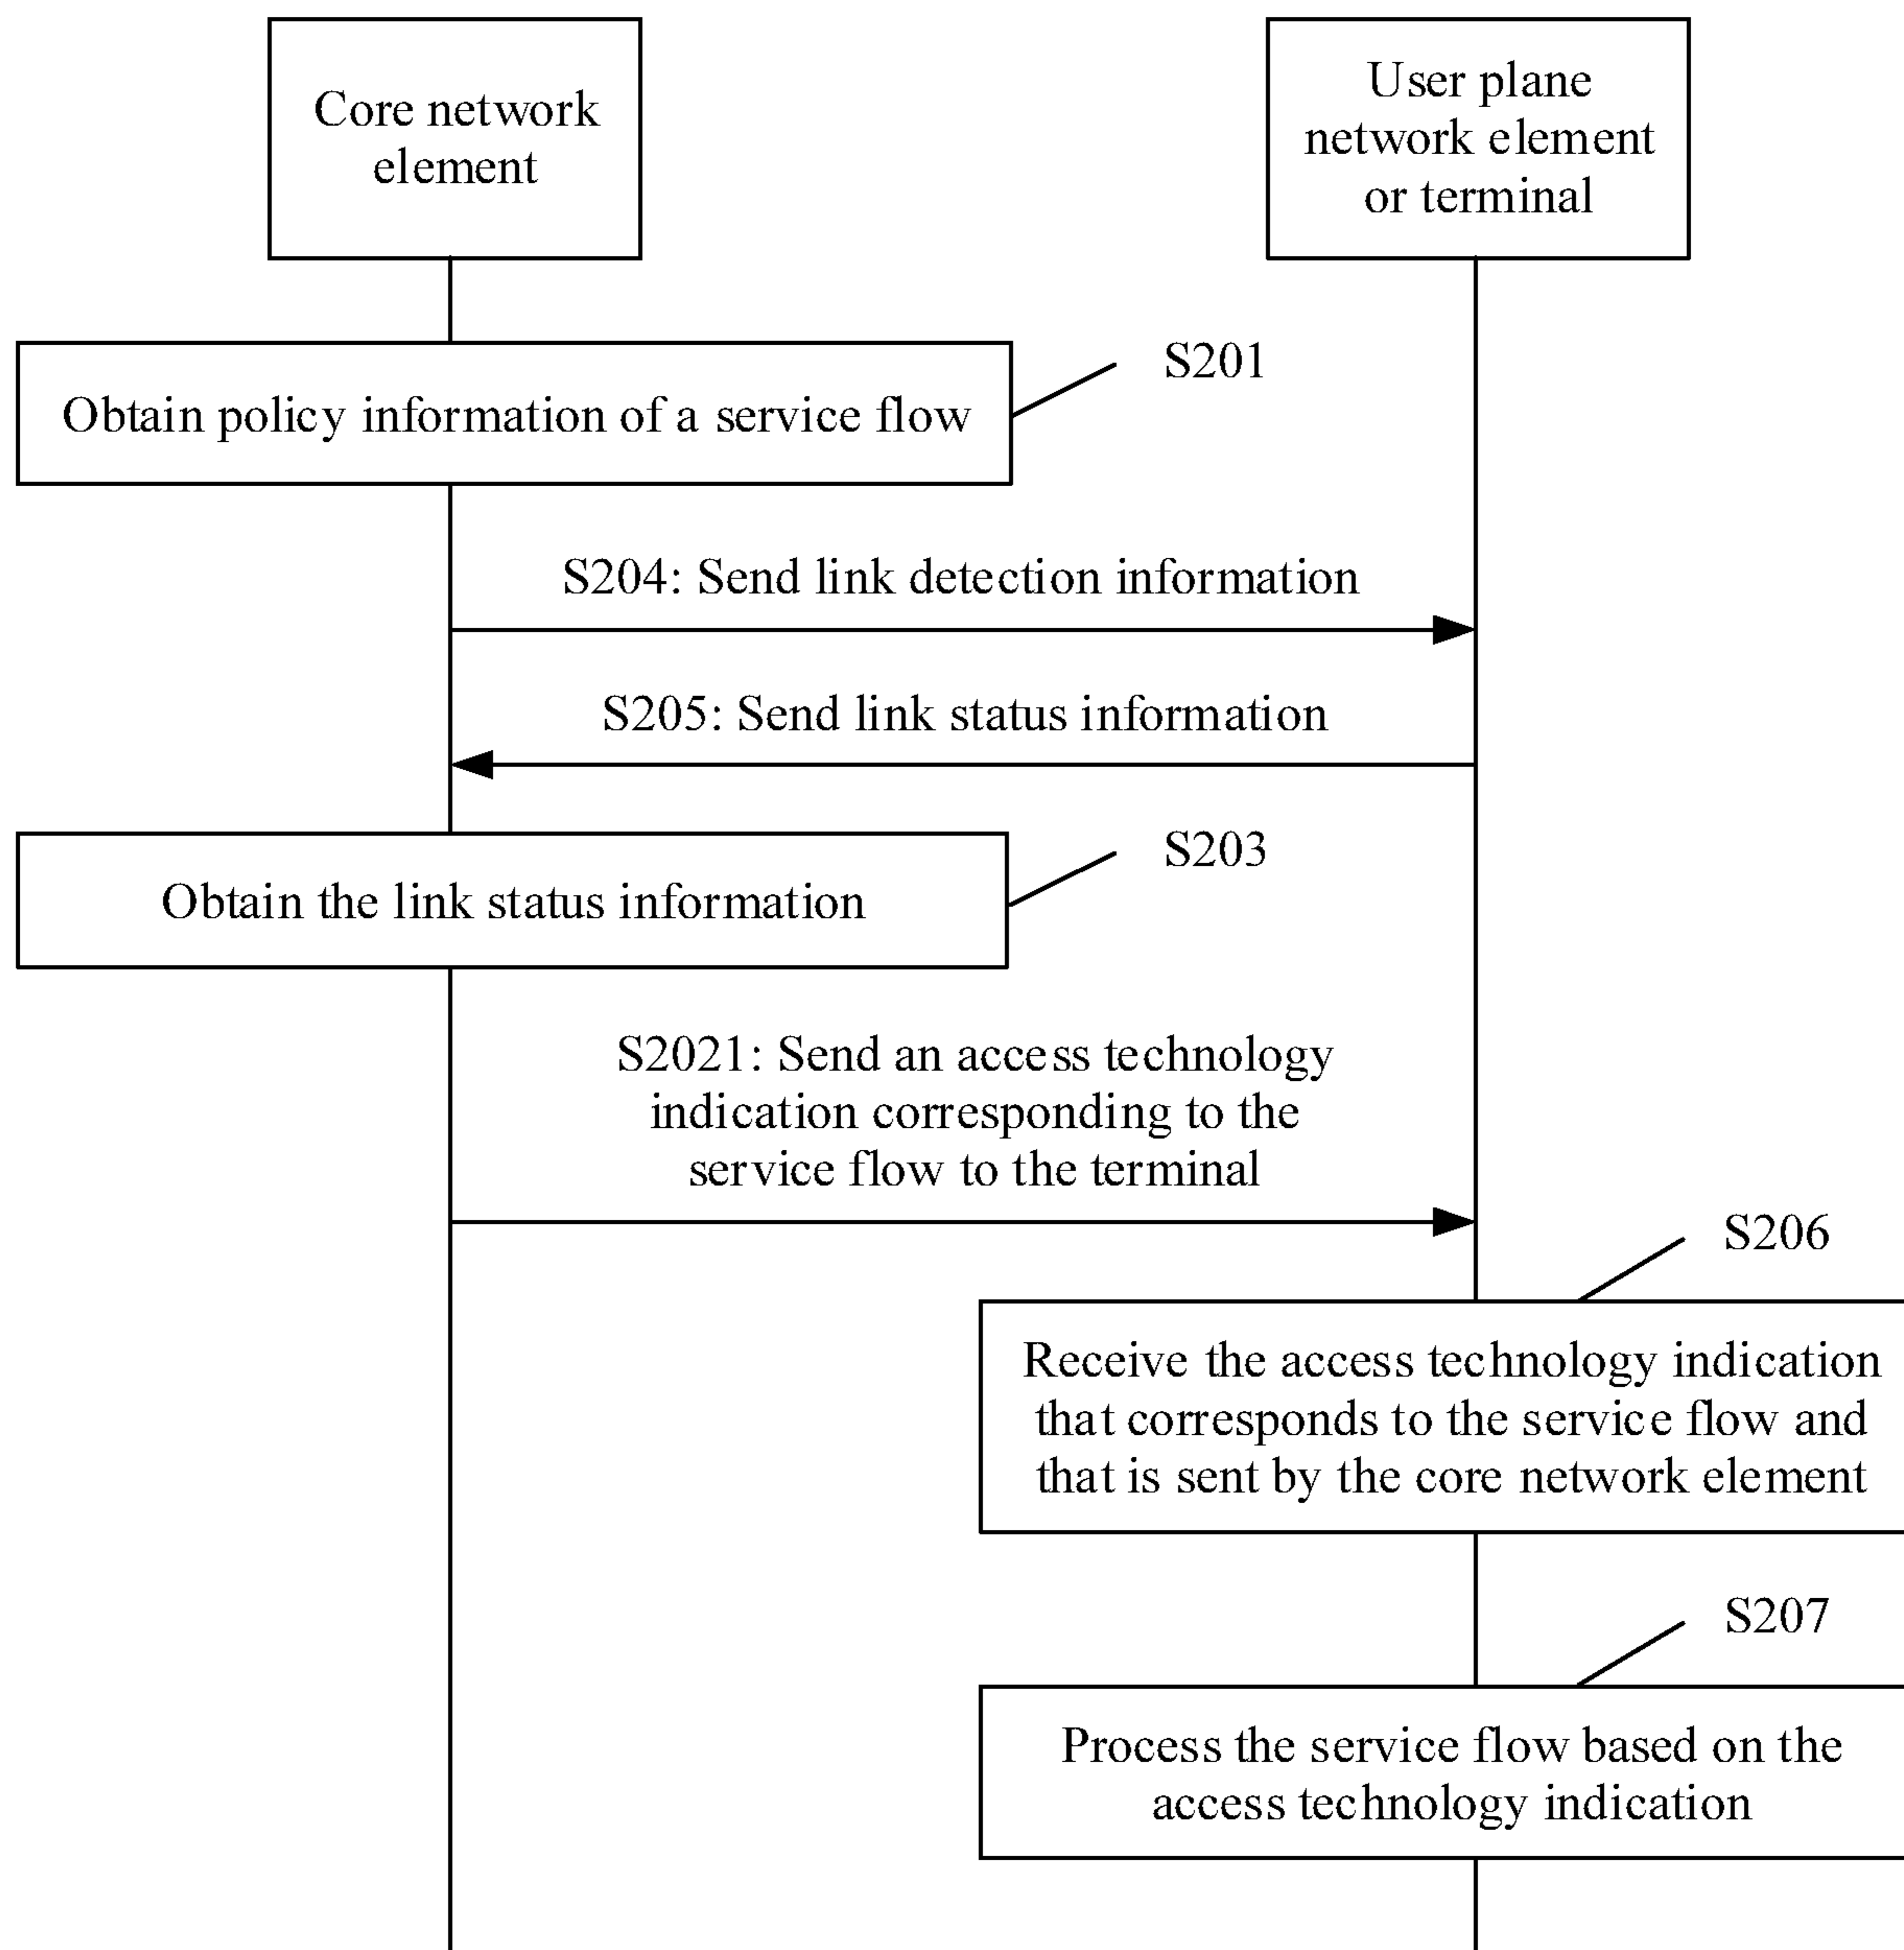 Core network
element
User plane
network element
or terminal
S201
Obtain policy information of a service flow
S204: Send link detection information
S205: Send link status information
S203
Obtain the link status information
S2021: Send an access technology
indication corresponding to the
service flow to the terminal
S206
Receive the access technology indication
that corresponds to the service flow and
that is sent by the core network element
S207
Process the service flow based on the
access technology indication